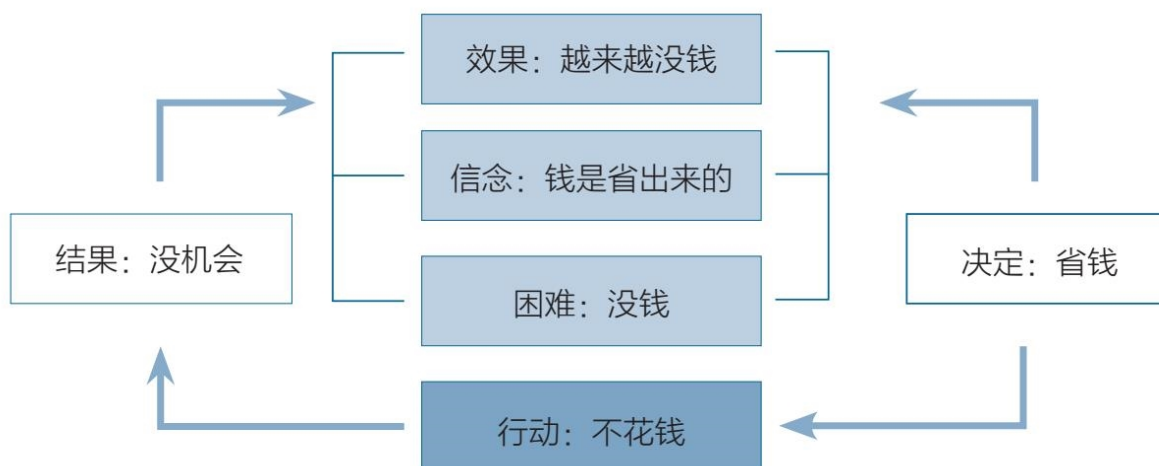 效果：越来越没钱
信念：钱是省出来的
结果：没机会
决定：省钱
困难：没钱
行动：不花钱